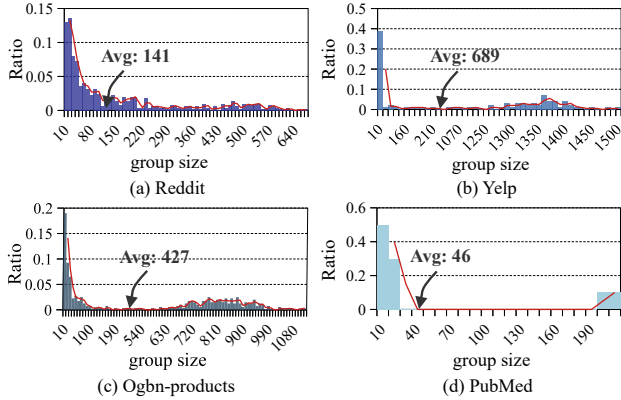 0.15
0.1
0.05
0
Ratio
Avg: 141
10 80 150 220 290 360 430 500 570 640
group size
(a) Reddit
0.5
0.4
0.3
0.2
0.1
0
Ratio
Avg: 689
10 160 210 1070 1250 1300 1350 1400 1450 1500
group size
(b) Yelp
0.2
0.15
0.1
0.05
0
Ratio
Avg: 427
10 100 190 540 630 720 810 900 990 1080
group size
(c) Ogbn-products
0.6
0.4
0.2
0
Ratio
Avg: 46
10 40 70 100 130 160 190
group size
(d) PubMed